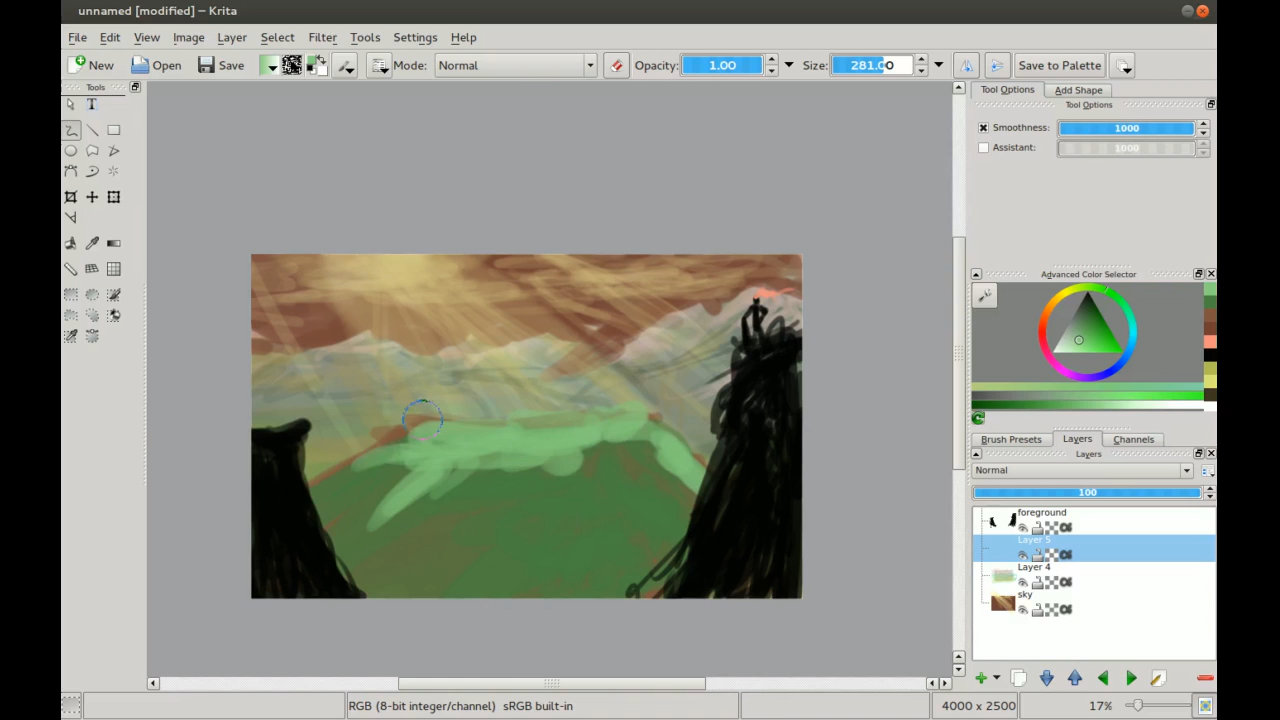 unnamed [modified] – Krita
File Edit View Image Layer Select Filter Tools Settings Help
New Open Save Mode: Normal Opacity: 1.00 Size: 281.00 Save to Palette
Tools
Tool Options Add Shape
Tool Options
Smoothness: 1000
Assistant: 1000
Advanced Color Selector
Brush Presets Layers Channels
Layers
Normal
100
foreground
Layer 5
Layer 4
sky
RGB (8-bit integer/channel) sRGB built-in 4000 x 2500 17%